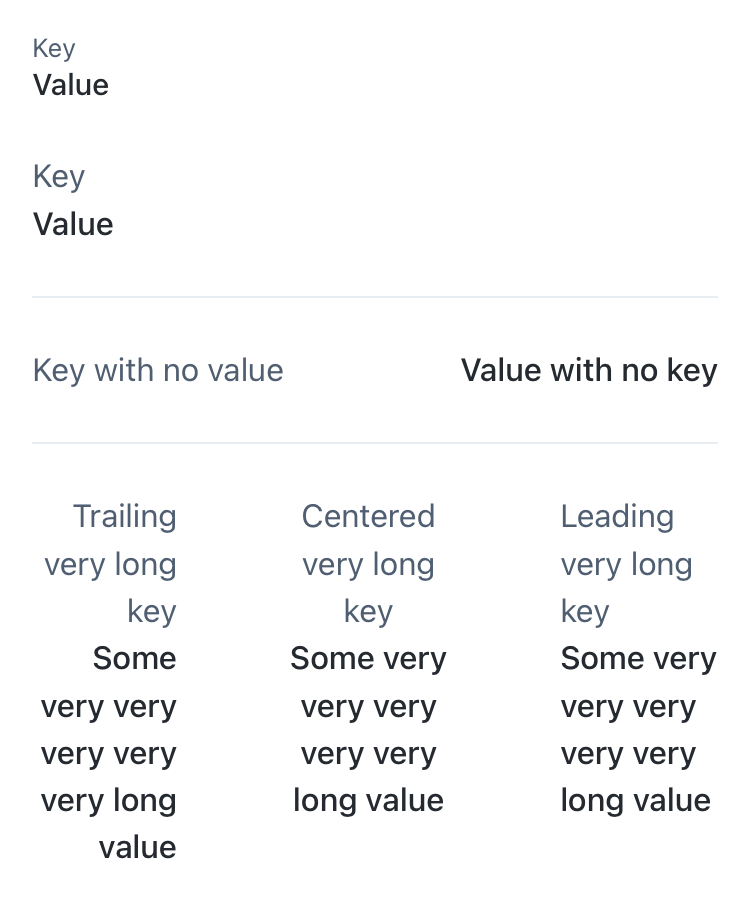 Key
Value
Key
Value
Key with no value
Value with no key
Trailing
very long
key
Some
very very
very very
very long
value
Centered
very long
key
Some very
very very
very very
long value
Leading
very long
key
Some very
very very
very very
long value